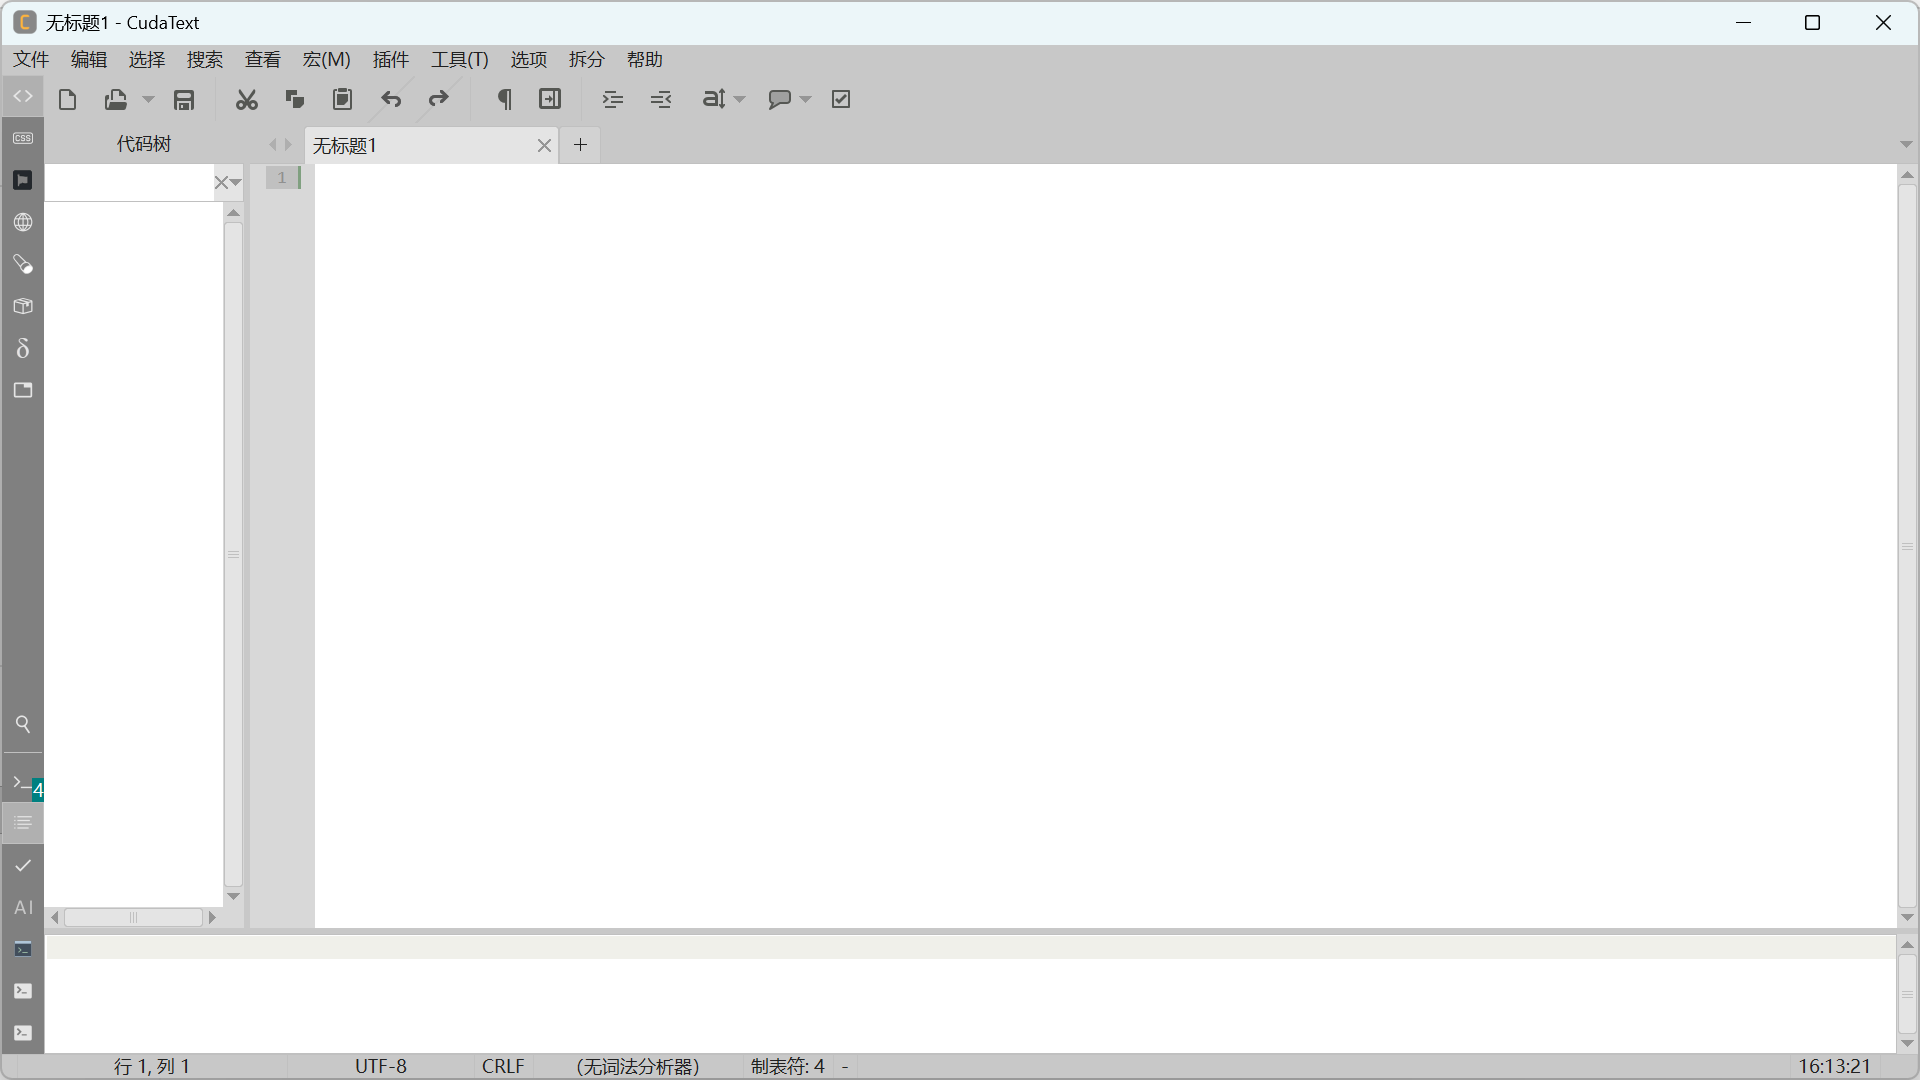 无标题1 - CudaText
文件 编辑 选择 搜索 查看 宏(M) 插件 工具(T) 选项 拆分 帮助
代码树
无标题1
1
CSS
δ
4
AI
行 1, 列 1 UTF-8 CRLF (无词法分析器) 制表符: 4 - 16:13:21